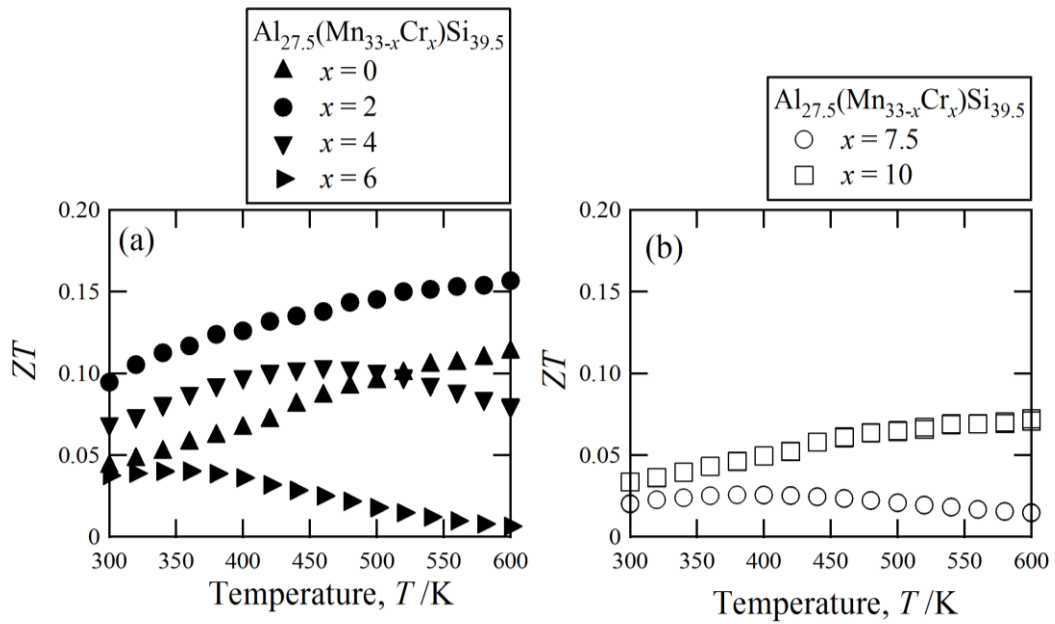 Al27.5(Mn33-xCrx)Si39.5
x = 0
x = 2
x = 4
x = 6
Al27.5(Mn33-xCrx)Si39.5
x = 7.5
x = 10
(a)
0.20
0.15
0.10
0.05
0
ZT
300 350 400 450 500 550 600
Temperature, T /K
(b)
0.20
0.15
0.10
0.05
0
ZT
300 350 400 450 500 550 600
Temperature, T /K